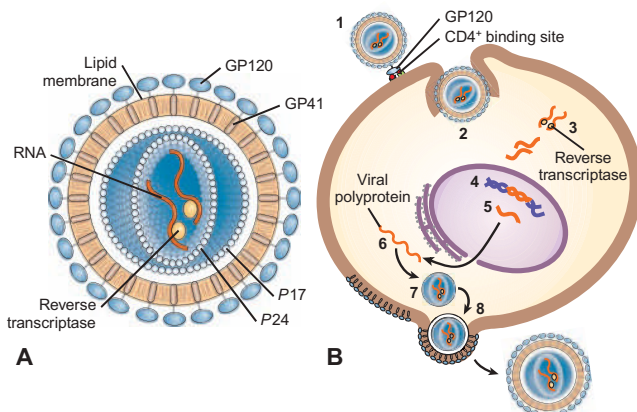 GP120
Lipid
membrane
GP41
RNA
Reverse
transcriptase
P17
P24
A
1
GP120
CD4+ binding site
2
3
Reverse
transcriptase
4
5
Viral
polyprotein
6
7
8
B